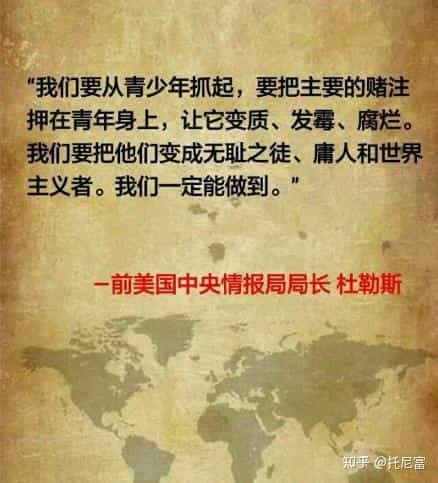 “我们要从青少年抓起，要把主要的赌注
押在青年身上，让它变质、发霉、腐烂。
我们要把他们变成无耻之徒、庸人和世界
主义者。我们一定能做到。”
—前美国中央情报局局长 杜勒斯
知乎 @托尼富